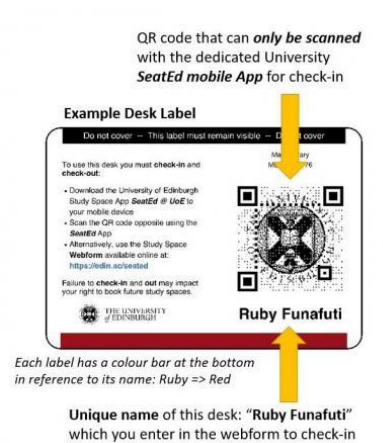 QR code that can only be scanned
with the dedicated University
SeatEd mobile App for check-in
Example Desk Label
Do not cover – This label must remain visible – D cover
To use this desk you must check-in and
check-out:
• Download the University of Edinburgh
Study Space App SeatEd @ UoE to
your mobile device
• Scan the QR code opposite using the
SeatEd App
• Alternatively, use the Study Space
Webform available online at:
https://edin.ac/seated
Failure to check-in and out may impact
your right to book future study spaces.
THE UNIVERSITY
of EDINBURGH
Ruby Funafuti
Each label has a colour bar at the bottom
in reference to its name: Ruby => Red
Unique name of this desk: "Ruby Funafuti"
which you enter in the webform to check-in